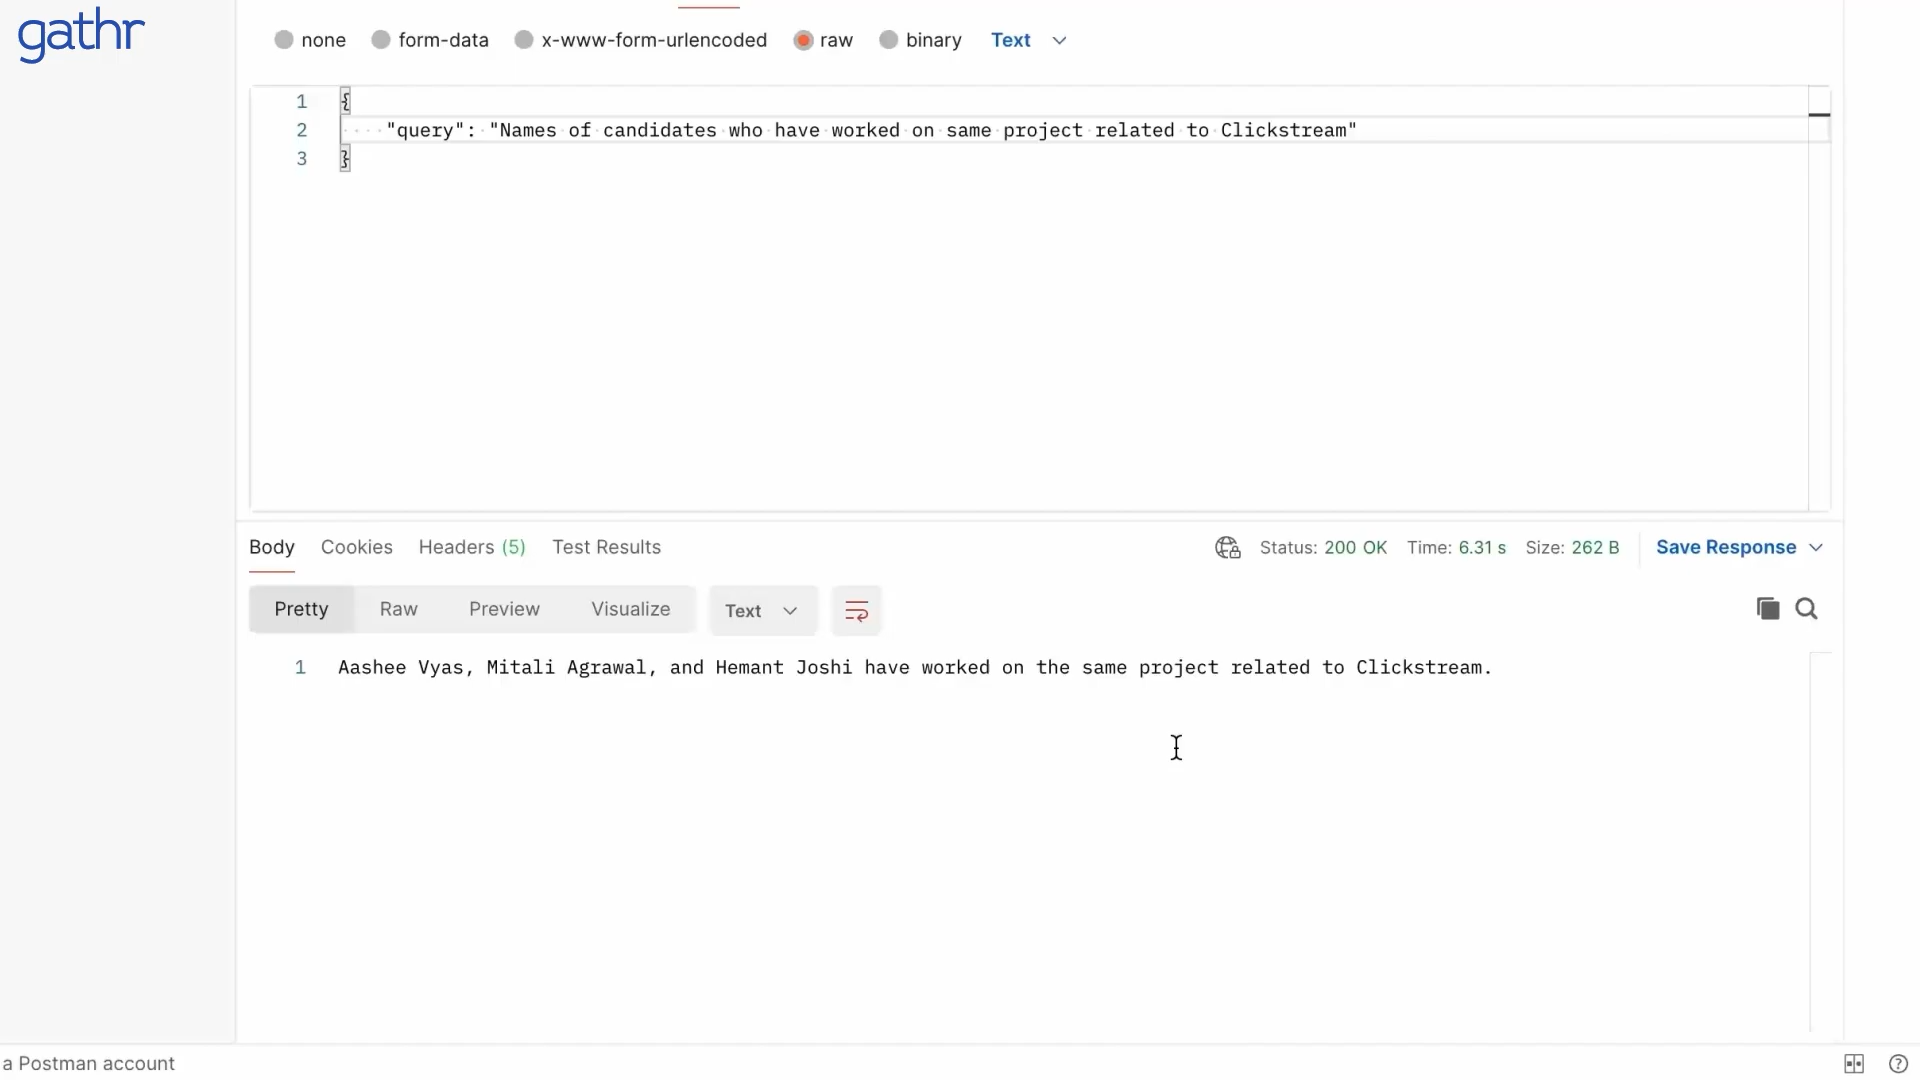 gathr
none form-data x-www-form-urlencoded raw binary Text
1 {
2 "query": "Names of candidates who have worked on same project related to Clickstream"
3 }
Body Cookies Headers (5) Test Results Status: 200 OK Time: 6.31 s Size: 262 B Save Response
Pretty Raw Preview Visualize Text
1 Aashee Vyas, Mitali Agrawal, and Hemant Joshi have worked on the same project related to Clickstream.
a Postman account